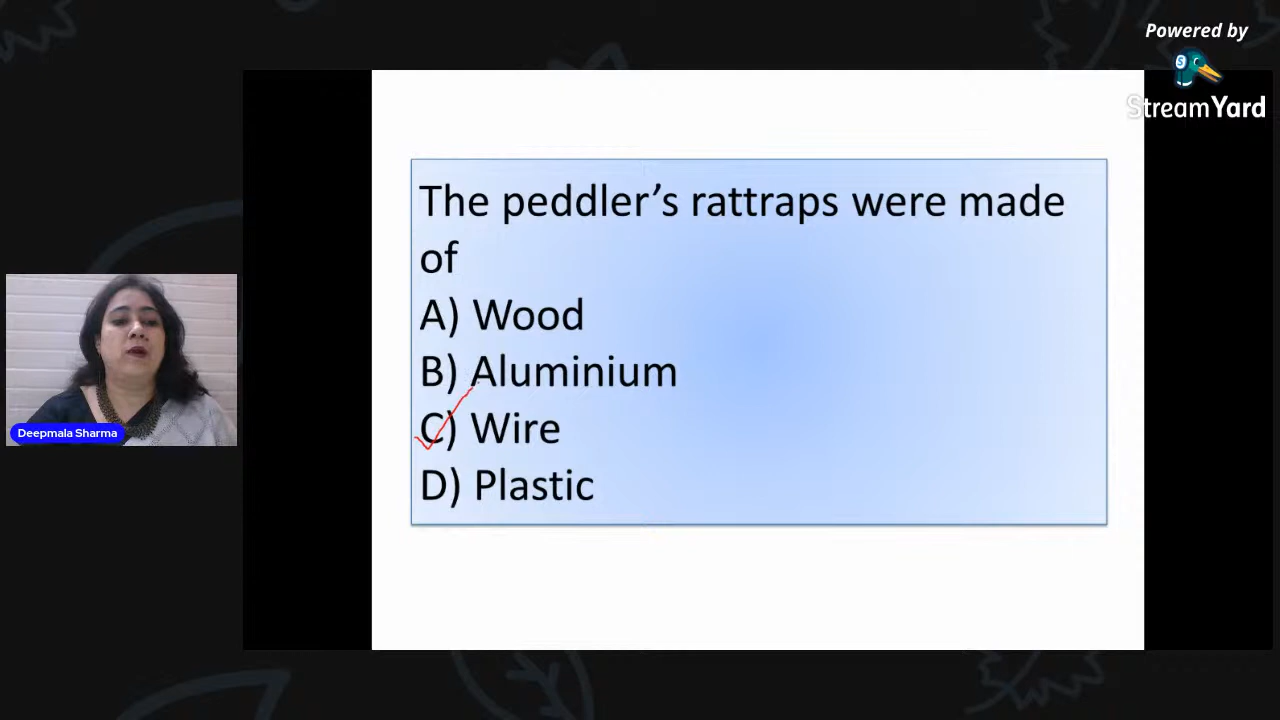 Powered by
StreamYard
The peddler’s rattraps were made
of
A) Wood
B) Aluminium
C) Wire
D) Plastic
Deepmala Sharma